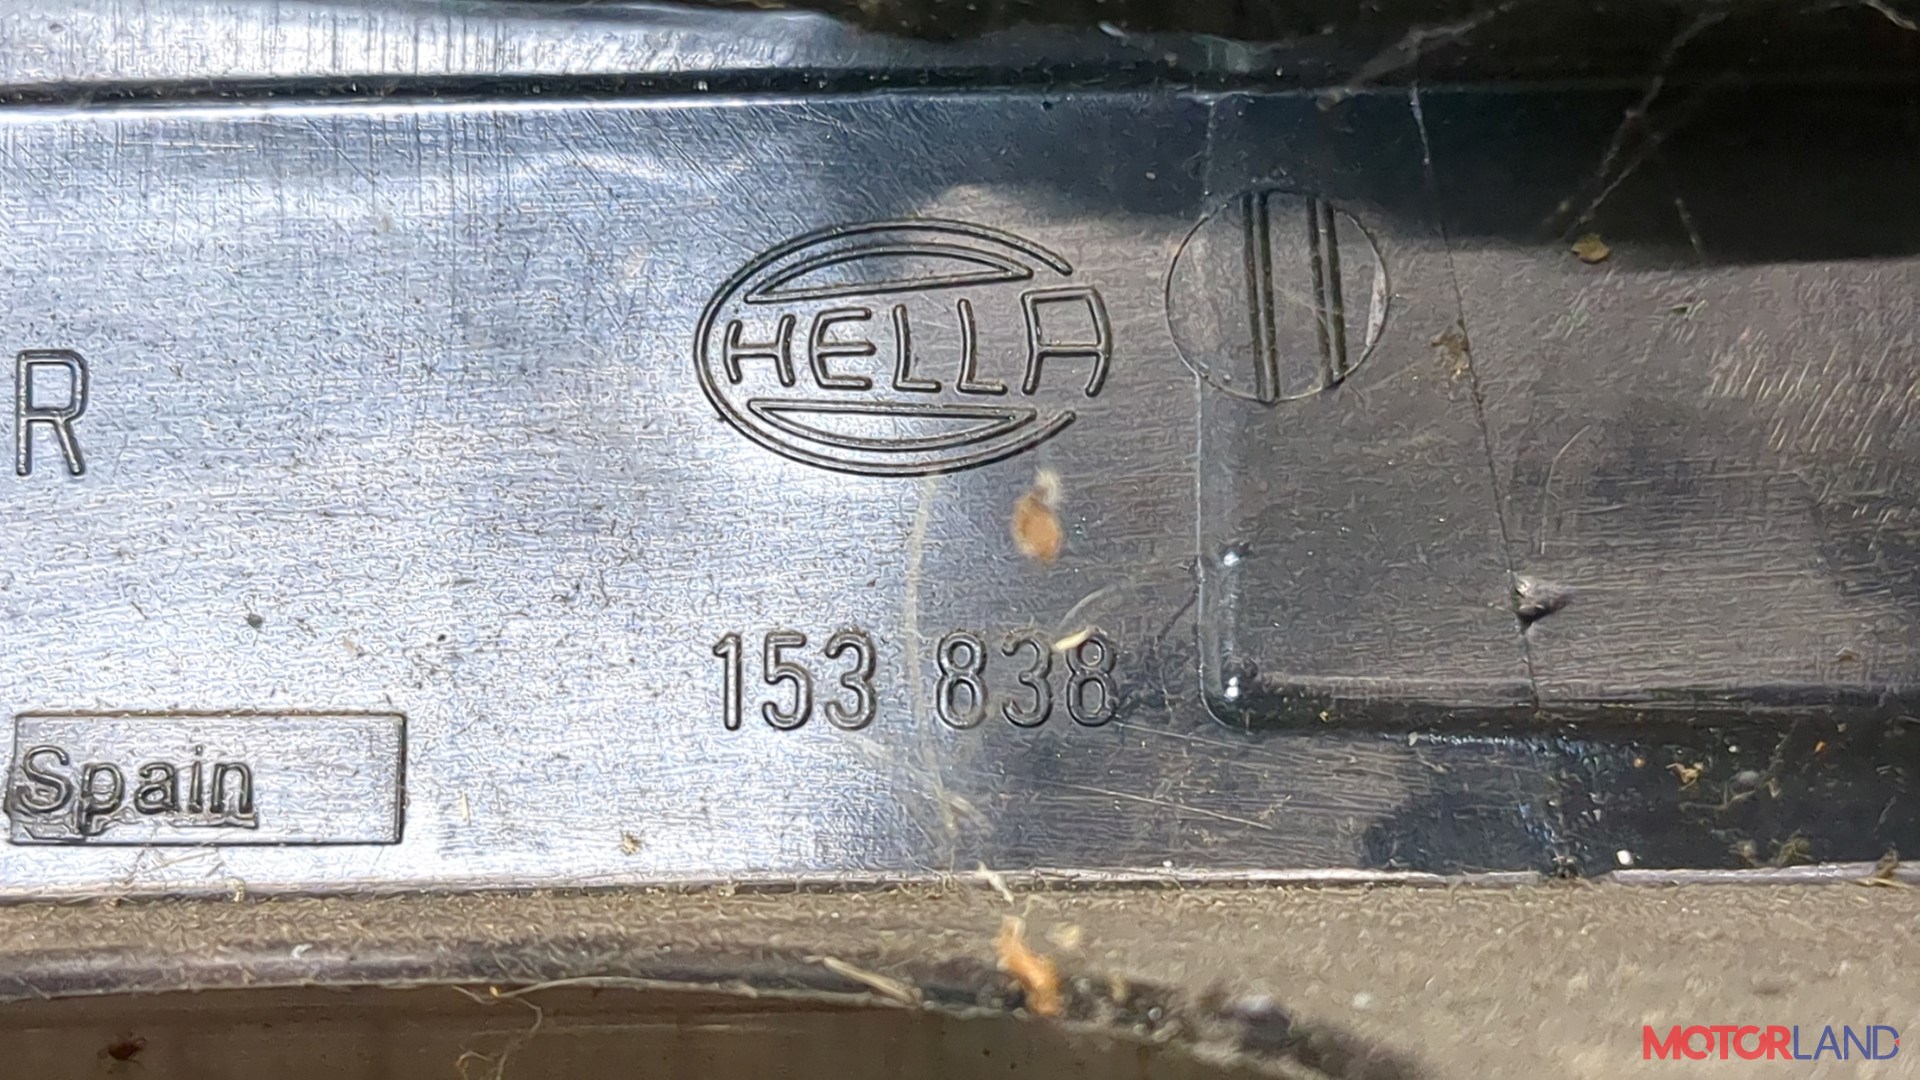 HELLA
R
153 838
Spain
MOTORLAND